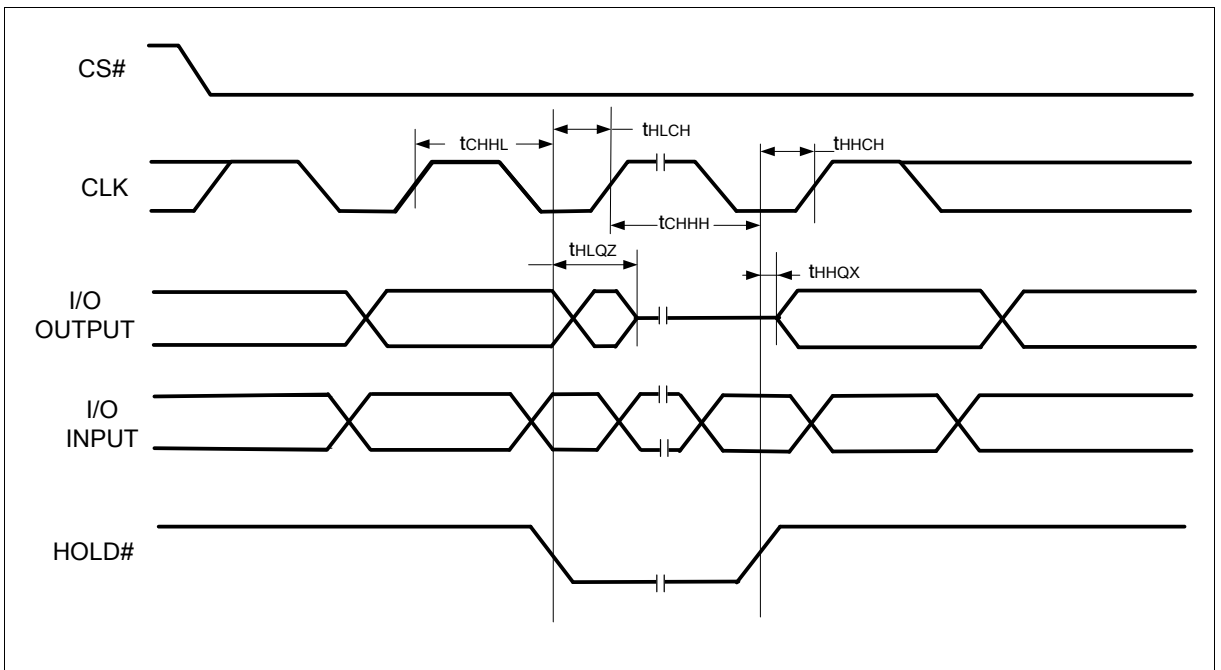 CS#
tCHHL
tHLCH
tHHCH
CLK
tCHHH
tHLQZ
tHHQX
I/O
OUTPUT
I/O
INPUT
HOLD#